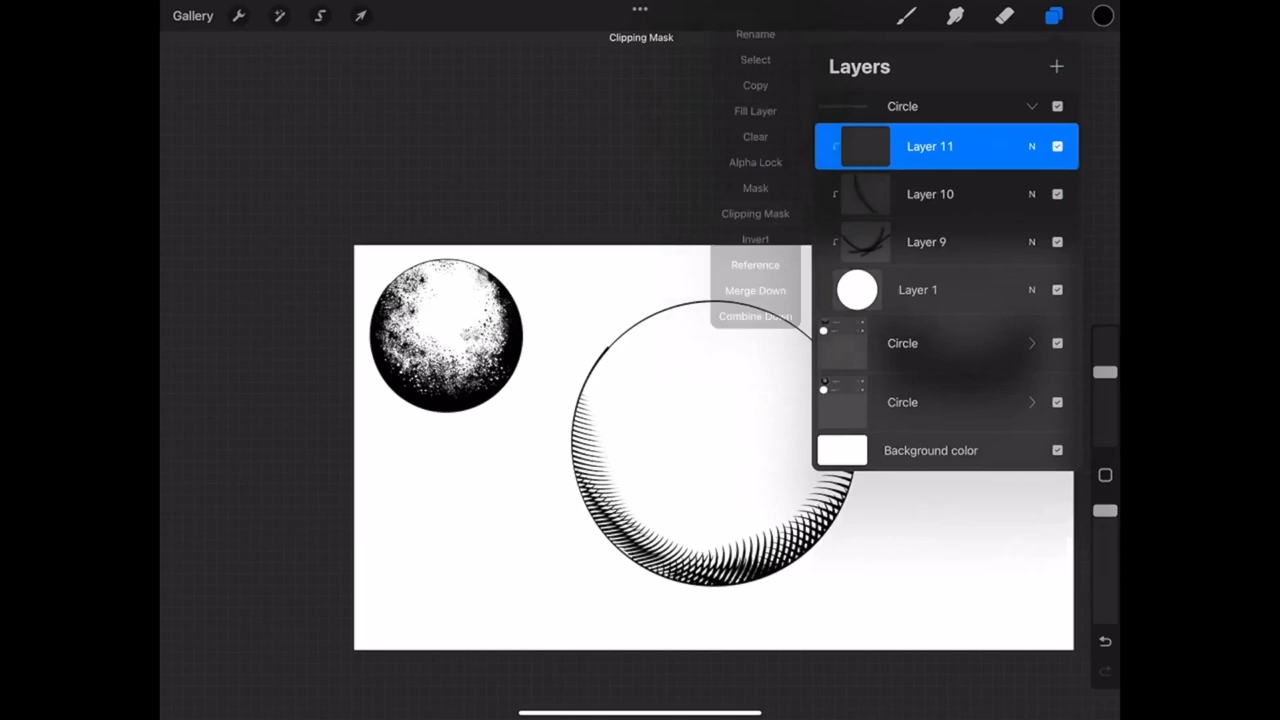 Gallery
Clipping Mask
Rename
Select
Copy
Fill Layer
Clear
Alpha Lock
Mask
Clipping Mask
Invert
Reference
Merge Down
Combine Down
Layers
Circle
Layer 11 N
Layer 10 N
Layer 9 N
Layer 1 N
Circle
Circle
Background color